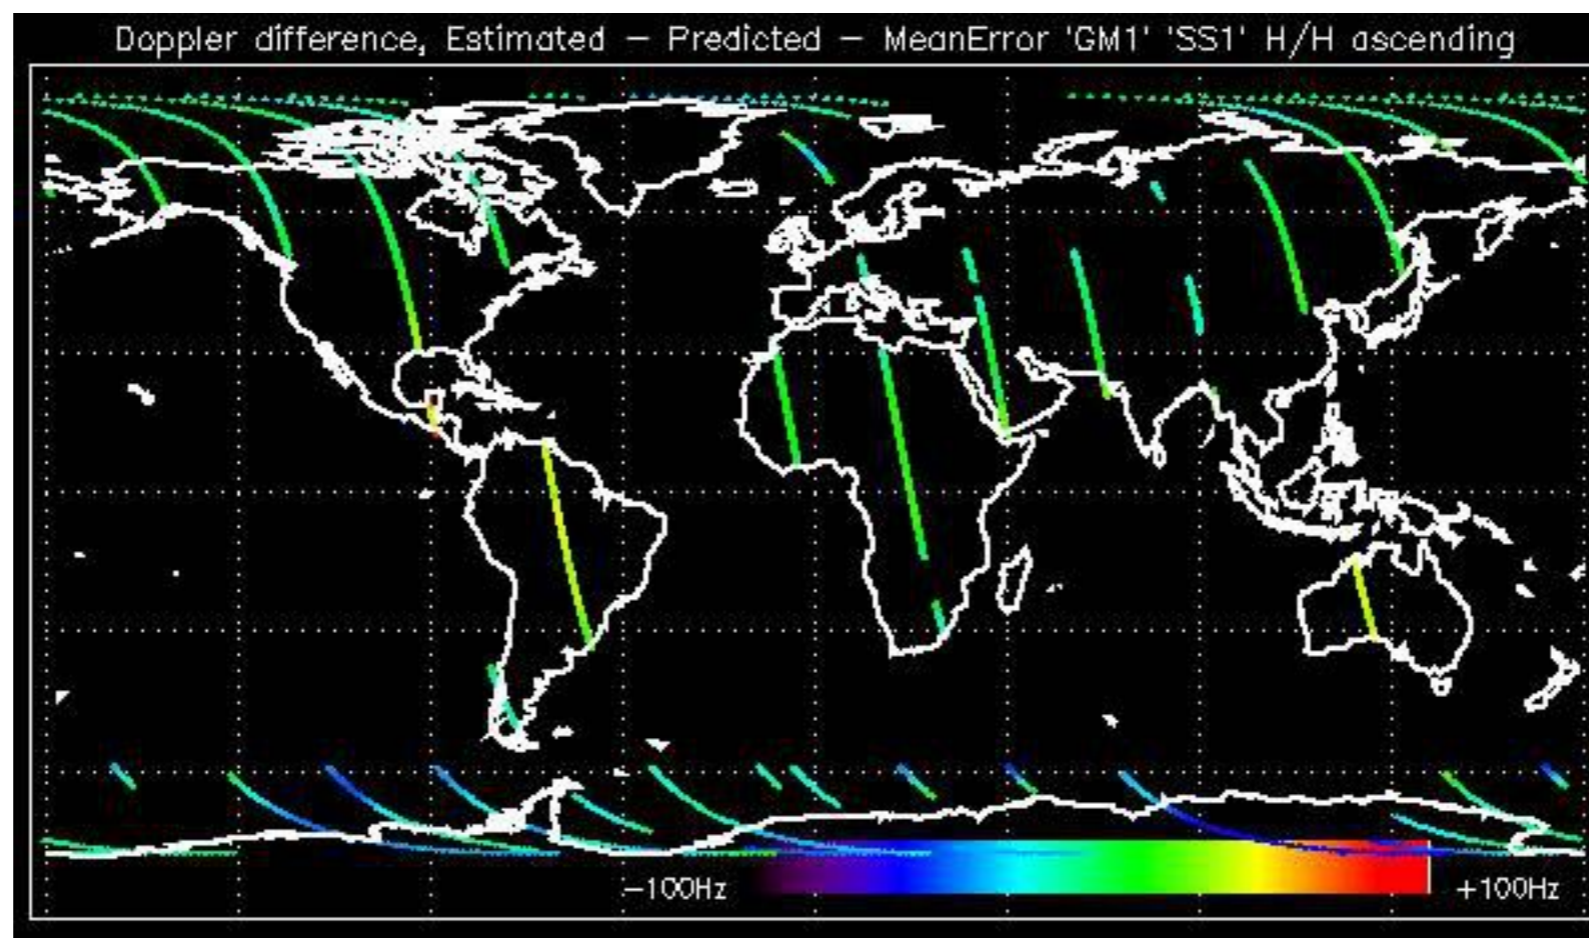 Doppler difference, Estimated – Predicted – MeanError 'GM1' 'SS1' H/H ascending
−100Hz +100Hz